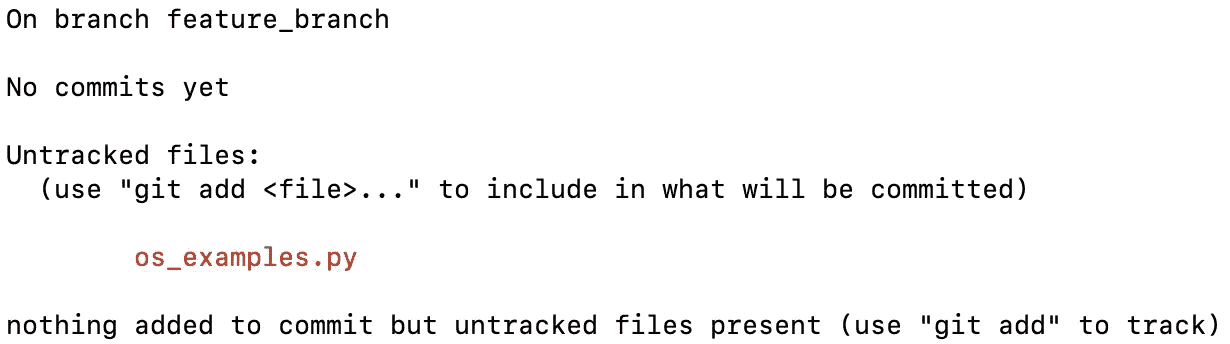 On branch feature_branch
No commits yet
Untracked files:
(use "git add <file>..." to include in what will be committed)
os_examples.py
nothing added to commit but untracked files present (use "git add" to track)